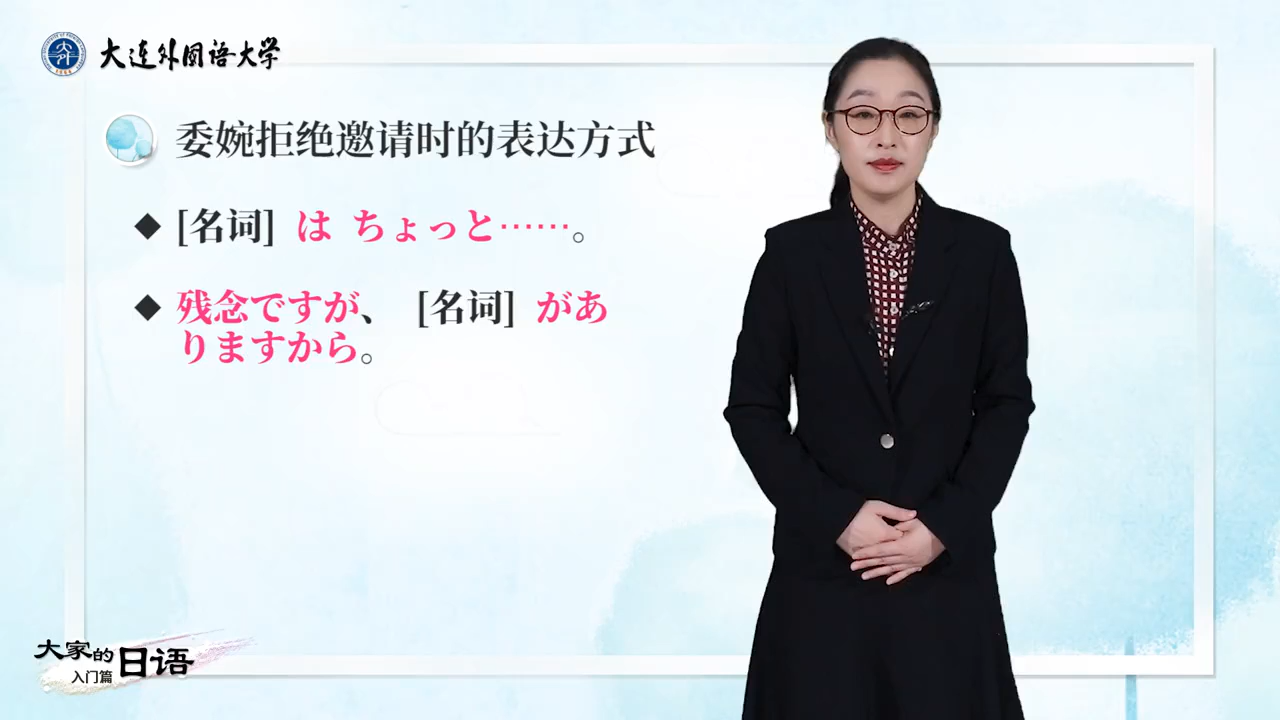 大连外国语大学
委婉拒绝邀请时的表达方式
[名词] は ちょっと……。
残念ですが、 [名词] があ
りますから。
大家的日语
入门篇